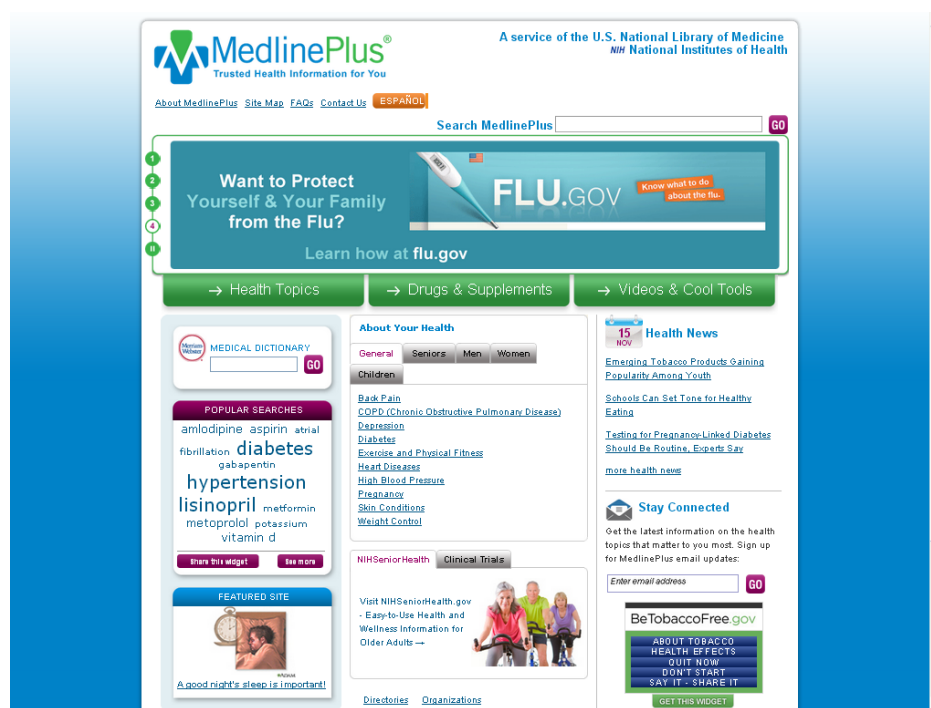 MedlinePlus®
Trusted Health Information for You
A service of the U.S. National Library of Medicine
NIH National Institutes of Health
About MedlinePlus Site Map FAQs Contact Us ESPAÑOL
Search MedlinePlus GO
1
2
3
4
Want to Protect
Yourself & Your Family
from the Flu?
Learn how at flu.gov
FLU.GOV
Know what to do
about the flu.
→ Health Topics
→ Drugs & Supplements
→ Videos & Cool Tools
Merriam-
Webster
MEDICAL DICTIONARY
GO
POPULAR SEARCHES
amlodipine aspirin atrial
fibrillation diabetes
gabapentin
hypertension
lisinopril metformin
metoprolol potassium
vitamin d
Share this widget See more
FEATURED SITE
A good night's sleep is important!
About Your Health
General Seniors Men Women
Children
Back Pain
COPD (Chronic Obstructive Pulmonary Disease)
Depression
Diabetes
Exercise and Physical Fitness
Heart Diseases
High Blood Pressure
Pregnancy
Skin Conditions
Weight Control
NIHSeniorHealth Clinical Trials
Visit NIHSeniorHealth.gov
- Easy-to-Use Health and
Wellness Information for
Older Adults →
Directories Organizations
15
NOV
Health News
Emerging Tobacco Products Gaining
Popularity Among Youth
Schools Can Set Tone for Healthy
Eating
Testing for Pregnancy-Linked Diabetes
Should Be Routine, Experts Say
more health news
Stay Connected
Get the latest information on the health
topics that matter to you most. Sign up
for MedlinePlus email updates:
Enter email address GO
BeTobaccoFree.gov
ABOUT TOBACCO
HEALTH EFFECTS
QUIT NOW
DON'T START
SAY IT - SHARE IT
GET THIS WIDGET